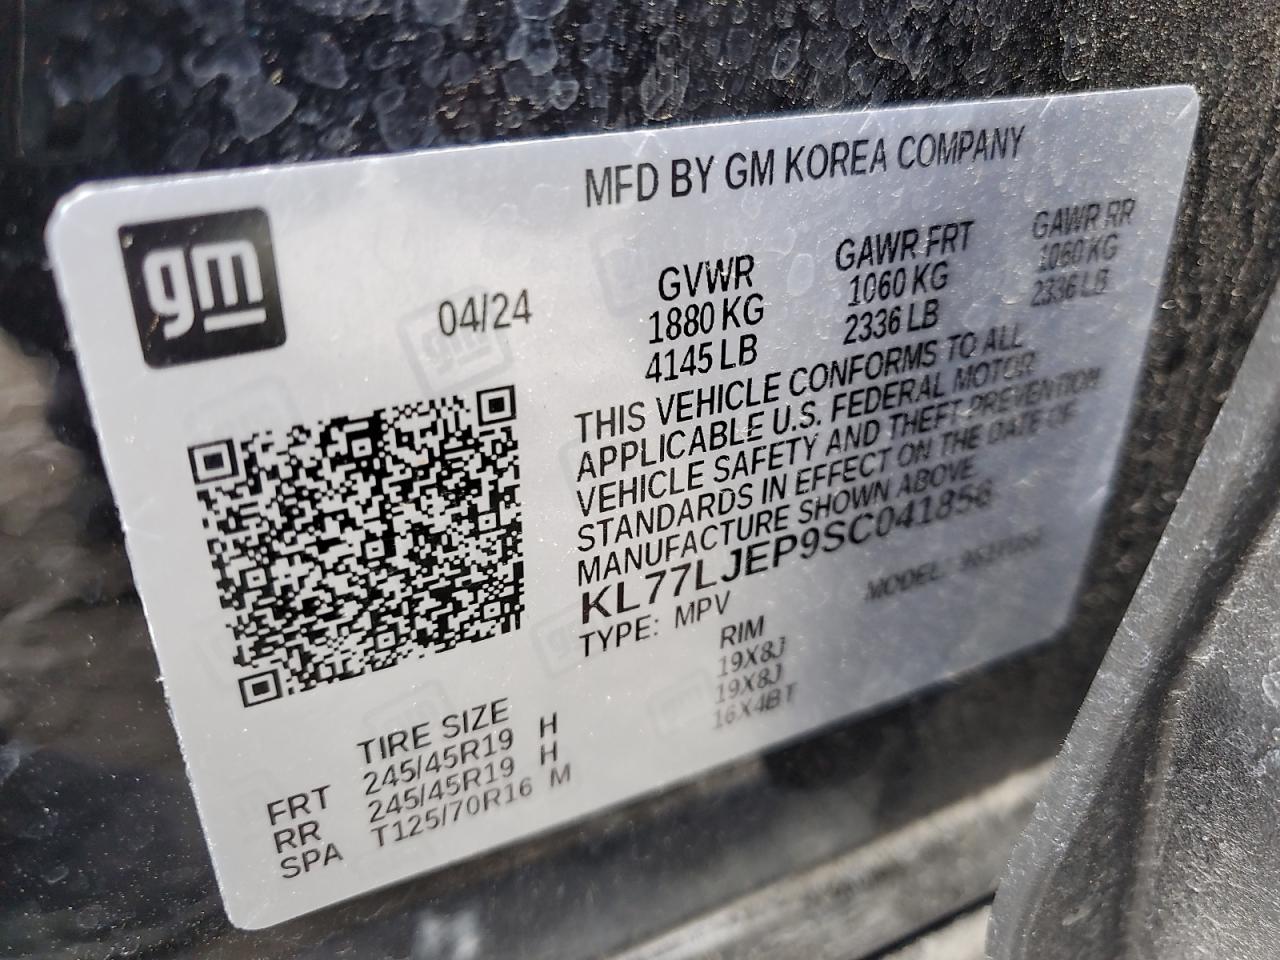 gm
MFD BY GM KOREA COMPANY
04/24
GVWR GAWR FRT GAWR RR
1880 KG 1060 KG 1060 KG
4145 LB 2336 LB 2336 LB
THIS VEHICLE CONFORMS TO ALL
APPLICABLE U.S. FEDERAL MOTOR
VEHICLE SAFETY AND THEFT PREVENTION
STANDARDS IN EFFECT ON THE DATE OF
MANUFACTURE SHOWN ABOVE
KL77LJEP9SC041856
TYPE: MPV MODEL:
TIRE SIZE RIM
FRT 245/45R19 H 19X8J
RR 245/45R19 H 19X8J
SPA T125/70R16 M 16X4BT